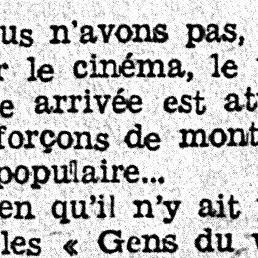 us n'avons pas,
r le cinéma, le
e arrivée est at
forçons de mont
populaire...
en qu'il n'y ait
les « Gens du v